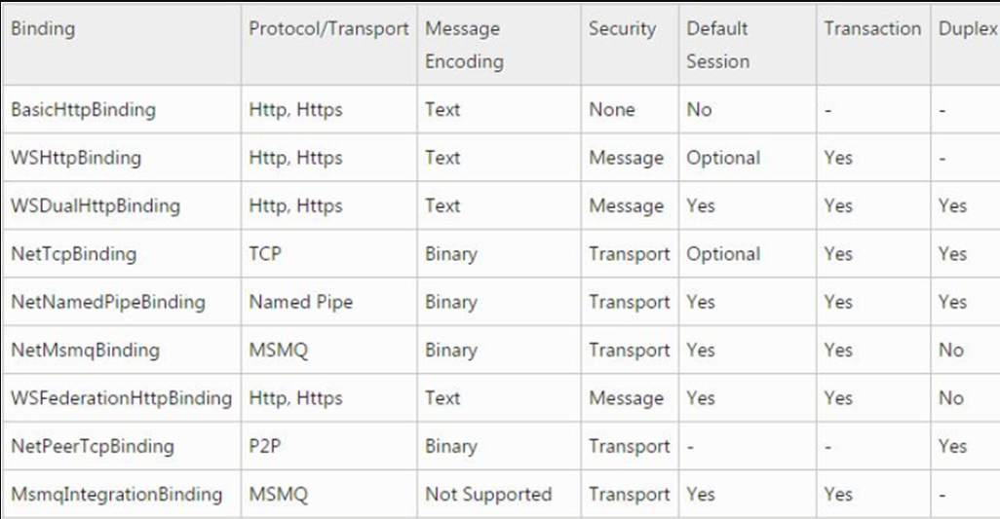 Binding Protocol/Transport Message Encoding Security Default Session Transaction Duplex
BasicHttpBinding Http, Https Text None No - -
WSHttpBinding Http, Https Text Message Optional Yes -
WSDualHttpBinding Http, Https Text Message Yes Yes Yes
NetTcpBinding TCP Binary Transport Optional Yes Yes
NetNamedPipeBinding Named Pipe Binary Transport Yes Yes Yes
NetMsmqBinding MSMQ Binary Transport Yes Yes No
WSFederationHttpBinding Http, Https Text Message Yes Yes No
NetPeerTcpBinding P2P Binary Transport - - Yes
MsmqIntegrationBinding MSMQ Not Supported Transport Yes Yes -